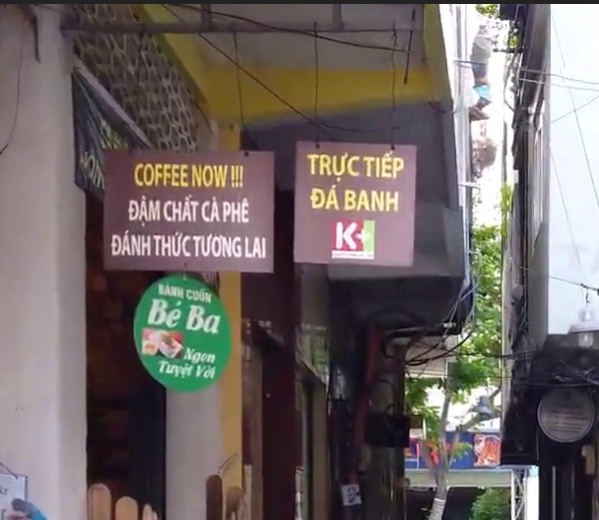 COFFEE NOW !!!
ĐẬM CHẤT CÀ PHÊ
ĐÁNH THỨC TƯƠNG LAI
TRỰC TIẾP
ĐÁ BANH
K+
BÁNH CUỐN
Bé Ba
Ngon
Tuyệt Vời